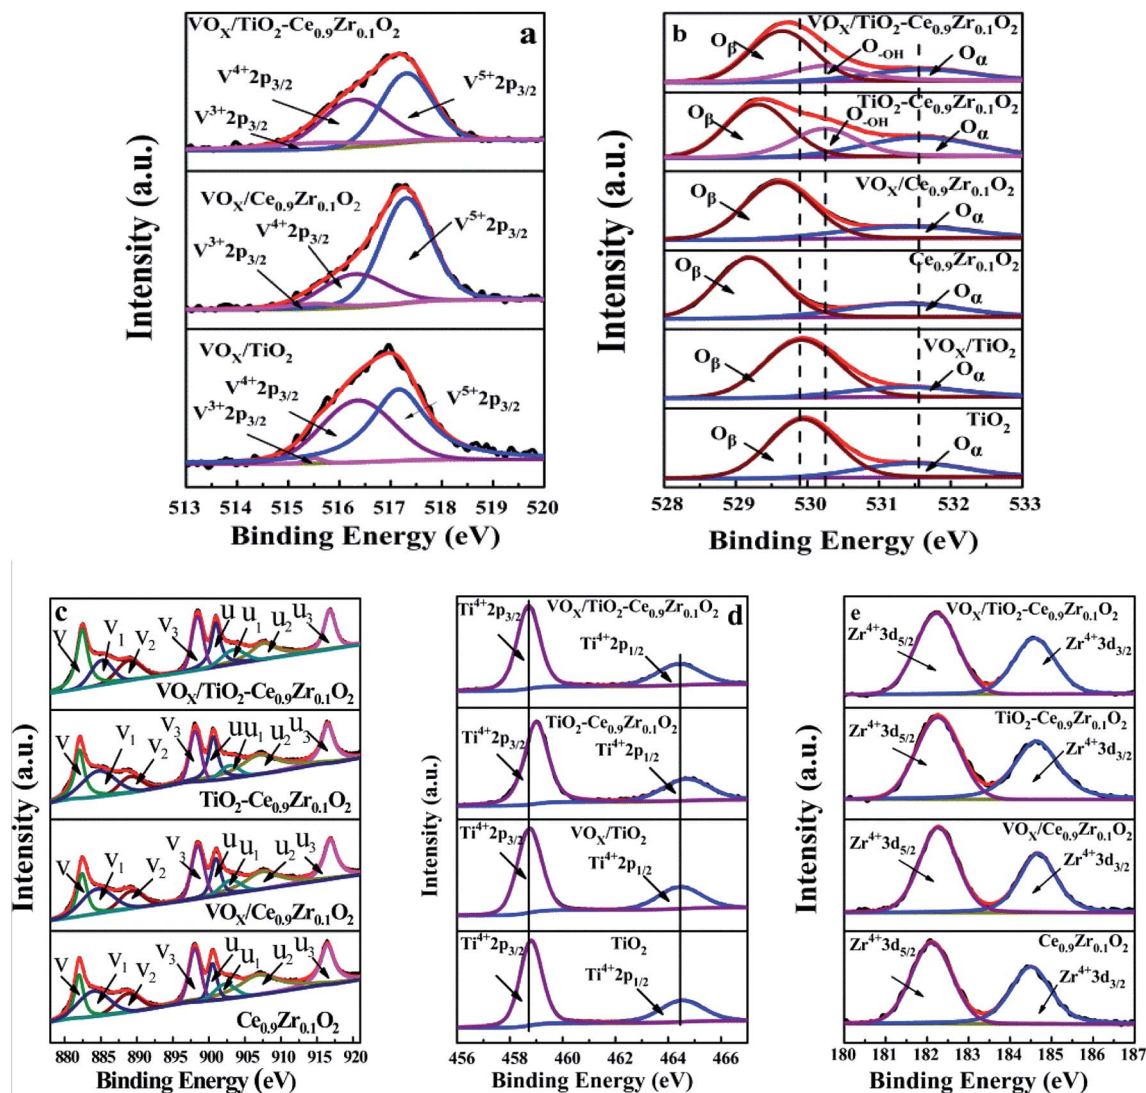 VOX/TiO2-Ce0.9Zr0.1O2
a
V4+2p3/2
V5+2p3/2
V3+2p3/2
VOX/Ce0.9Zr0.1O2
V4+2p3/2
V5+2p3/2
V3+2p3/2
VOX/TiO2
V4+2p3/2
V5+2p3/2
V3+2p3/2
Intensity (a.u.)
Intensity (a.u.)
Intensity (a.u.)
513 514 515 516 517 518 519 520
Binding Energy (eV)
b
VOX/TiO2-Ce0.9Zr0.1O2
Oβ
O-OH
Oα
TiO2-Ce0.9Zr0.1O2
Oβ
O-OH
Oα
VOX/Ce0.9Zr0.1O2
Oβ
Oα
Ce0.9Zr0.1O2
Oβ
Oα
VOX/TiO2
Oβ
Oα
TiO2
Oβ
Oα
Intensity (a.u.)
528 529 530 531 532 533
Binding Energy (eV)
c
V V1 V2 V3 u u1 u2 u3
VOX/TiO2-Ce0.9Zr0.1O2
V V1 V2 V3 u u1 u2 u3
TiO2-Ce0.9Zr0.1O2
V V1 V2 V3 u u1 u2 u3
VOX/Ce0.9Zr0.1O2
V V1 V2 V3 u u1 u2 u3
Ce0.9Zr0.1O2
Intensity (a.u.)
880 885 890 895 900 905 910 915 920
Binding Energy (eV)
d
Ti4+2p3/2
VOX/TiO2-Ce0.9Zr0.1O2
Ti4+2p1/2
TiO2-Ce0.9Zr0.1O2
Ti4+2p3/2
Ti4+2p1/2
Ti4+2p3/2
VOX/TiO2
Ti4+2p1/2
Ti4+2p3/2
TiO2
Ti4+2p1/2
Intensity (a.u.)
456 458 460 462 464 466
Binding Energy (eV)
e
VOX/TiO2-Ce0.9Zr0.1O2
Zr4+3d5/2
Zr4+3d3/2
TiO2-Ce0.9Zr0.1O2
Zr4+3d5/2
Zr4+3d3/2
VOX/Ce0.9Zr0.1O2
Zr4+3d5/2
Zr4+3d3/2
Ce0.9Zr0.1O2
Zr4+3d5/2
Zr4+3d3/2
Intensity (a.u.)
180 181 182 183 184 185 186 187
Binding Energy (eV)